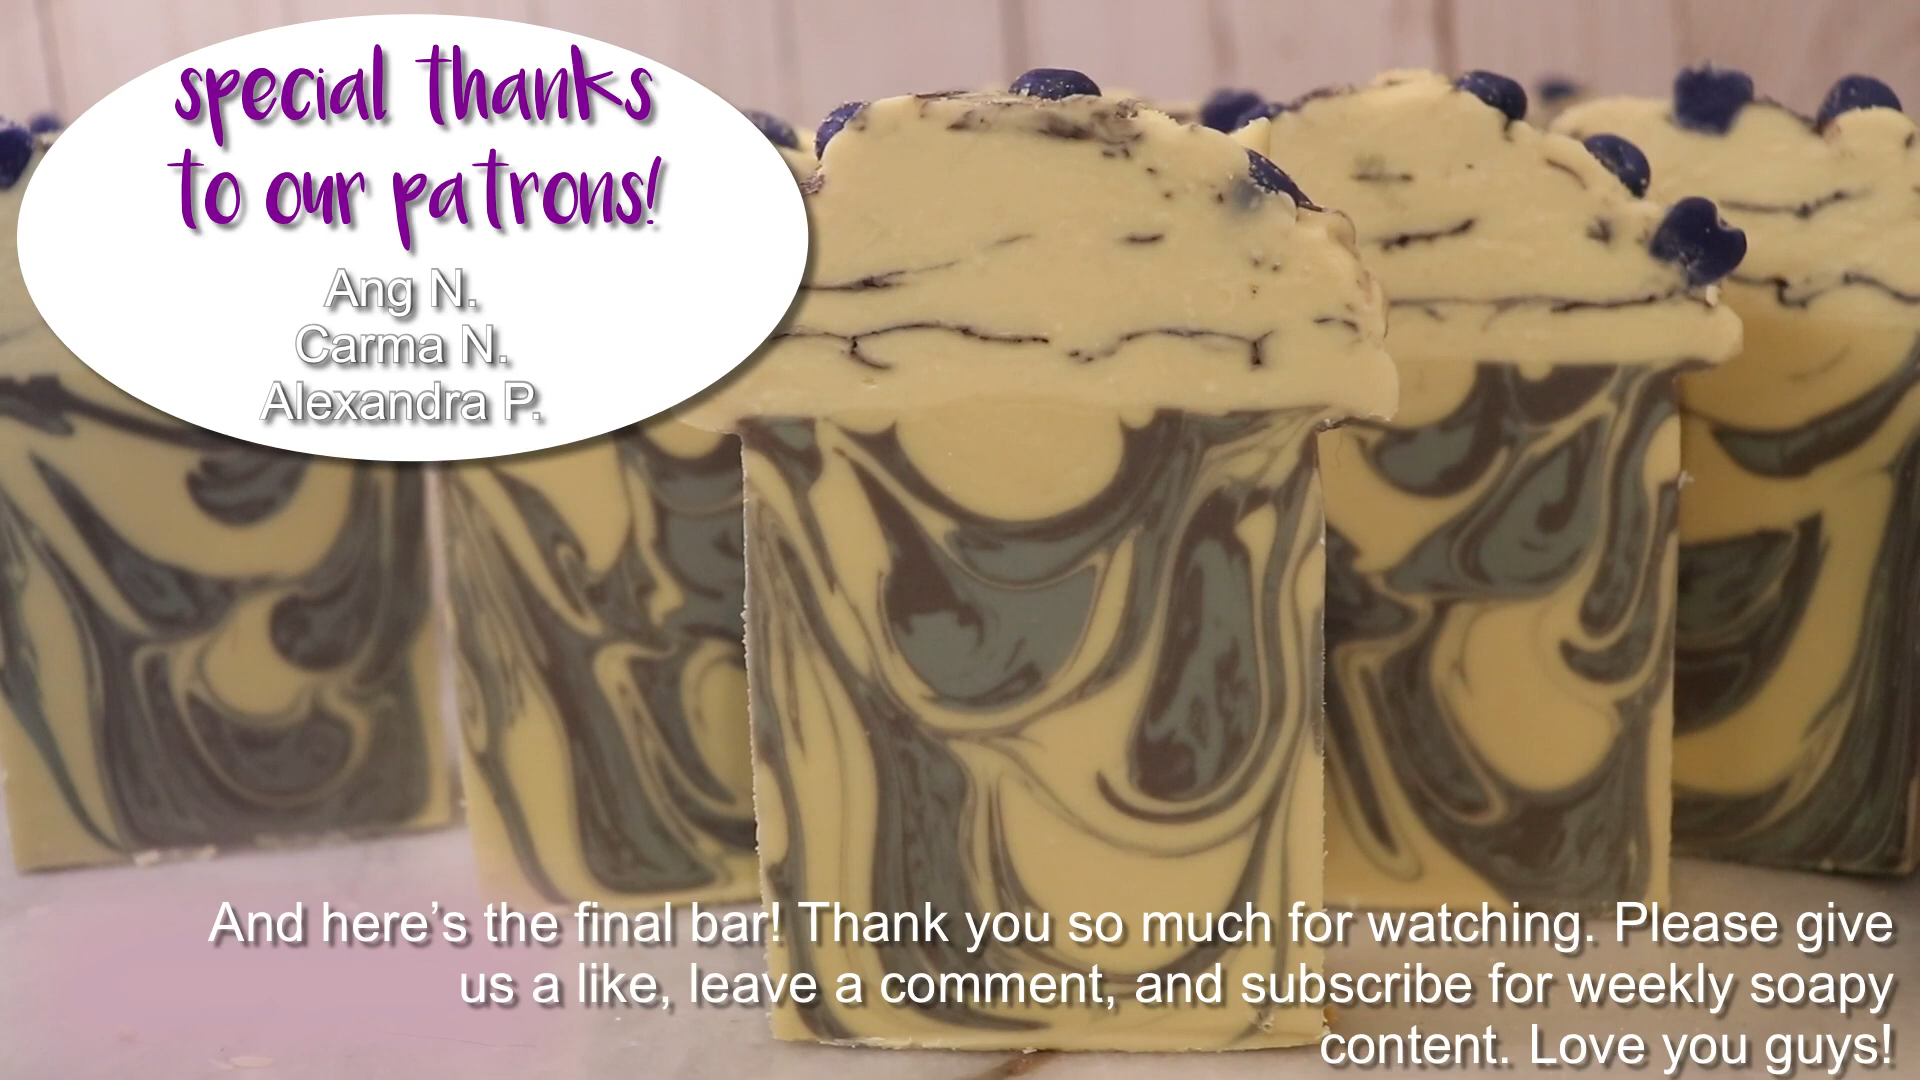 special thanks
to our patrons!
Ang N.
Carma N.
Alexandra P.
And here’s the final bar! Thank you so much for watching. Please give
us a like, leave a comment, and subscribe for weekly soapy
content. Love you guys!